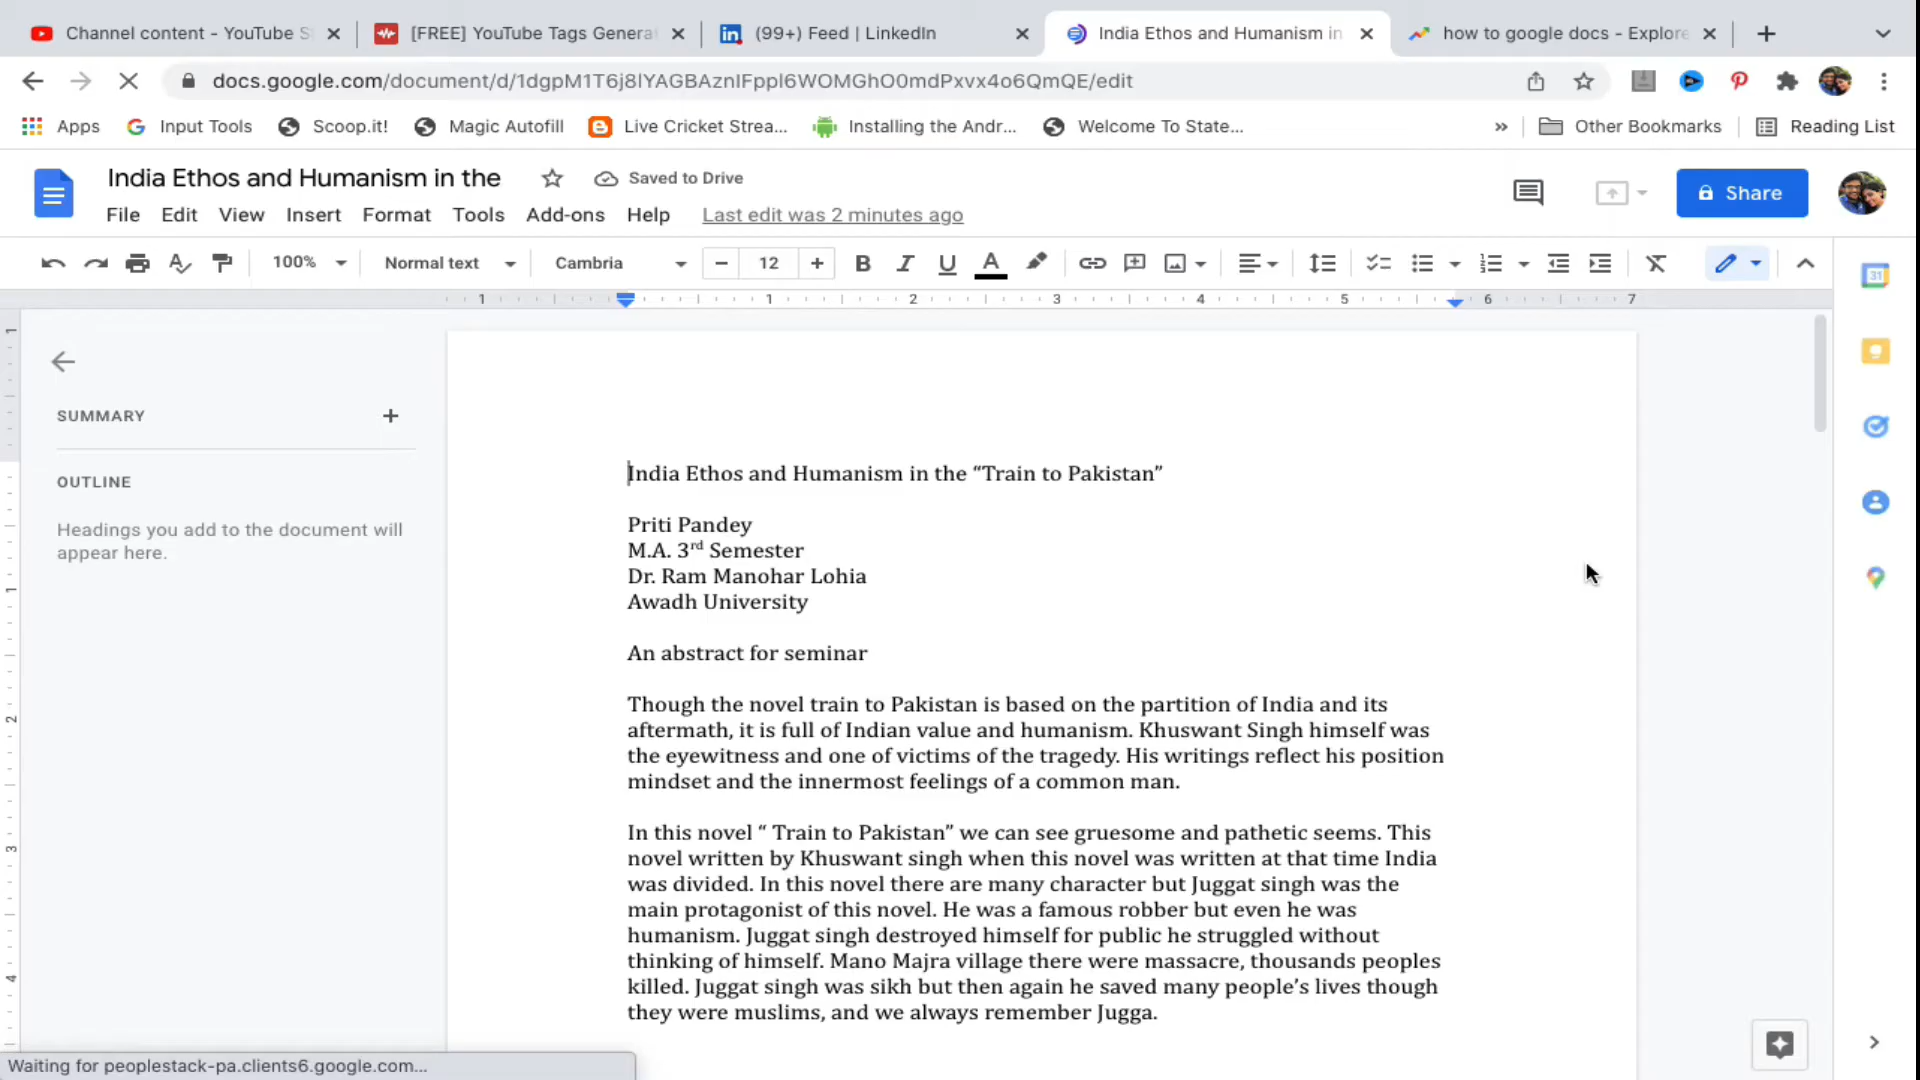 Channel content - YouTube S
[FREE] YouTube Tags Genera
(99+) Feed | LinkedIn
India Ethos and Humanism in
how to google docs - Explore
docs.google.com/document/d/1dgpM1T6j8lYAGBAznIFppl6WOMGhO0mdPxvx4o6QmQE/edit
Apps
Input Tools
Scoop.it!
Magic Autofill
Live Cricket Strea...
Installing the Andr...
Welcome To State...
»
Other Bookmarks
Reading List
India Ethos and Humanism in the
Saved to Drive
Share
File Edit View Insert Format Tools Add-ons Help Last edit was 2 minutes ago
100% Normal text Cambria 12
1 1 2 3 4 5 6 7
SUMMARY
OUTLINE
Headings you add to the document will
appear here.
India Ethos and Humanism in the “Train to Pakistan”
Priti Pandey
M.A. 3rd Semester
Dr. Ram Manohar Lohia
Awadh University
An abstract for seminar
Though the novel train to Pakistan is based on the partition of India and its
aftermath, it is full of Indian value and humanism. Khuswant Singh himself was
the eyewitness and one of victims of the tragedy. His writings reflect his position
mindset and the innermost feelings of a common man.
In this novel “ Train to Pakistan” we can see gruesome and pathetic seems. This
novel written by Khuswant singh when this novel was written at that time India
was divided. In this novel there are many character but Juggat singh was the
main protagonist of this novel. He was a famous robber but even he was
humanism. Juggat singh destroyed himself for public he struggled without
thinking of himself. Mano Majra village there were massacre, thousands peoples
killed. Juggat singh was sikh but then again he saved many people’s lives though
they were muslims, and we always remember Jugga.
Waiting for peoplestack-pa.clients6.google.com...